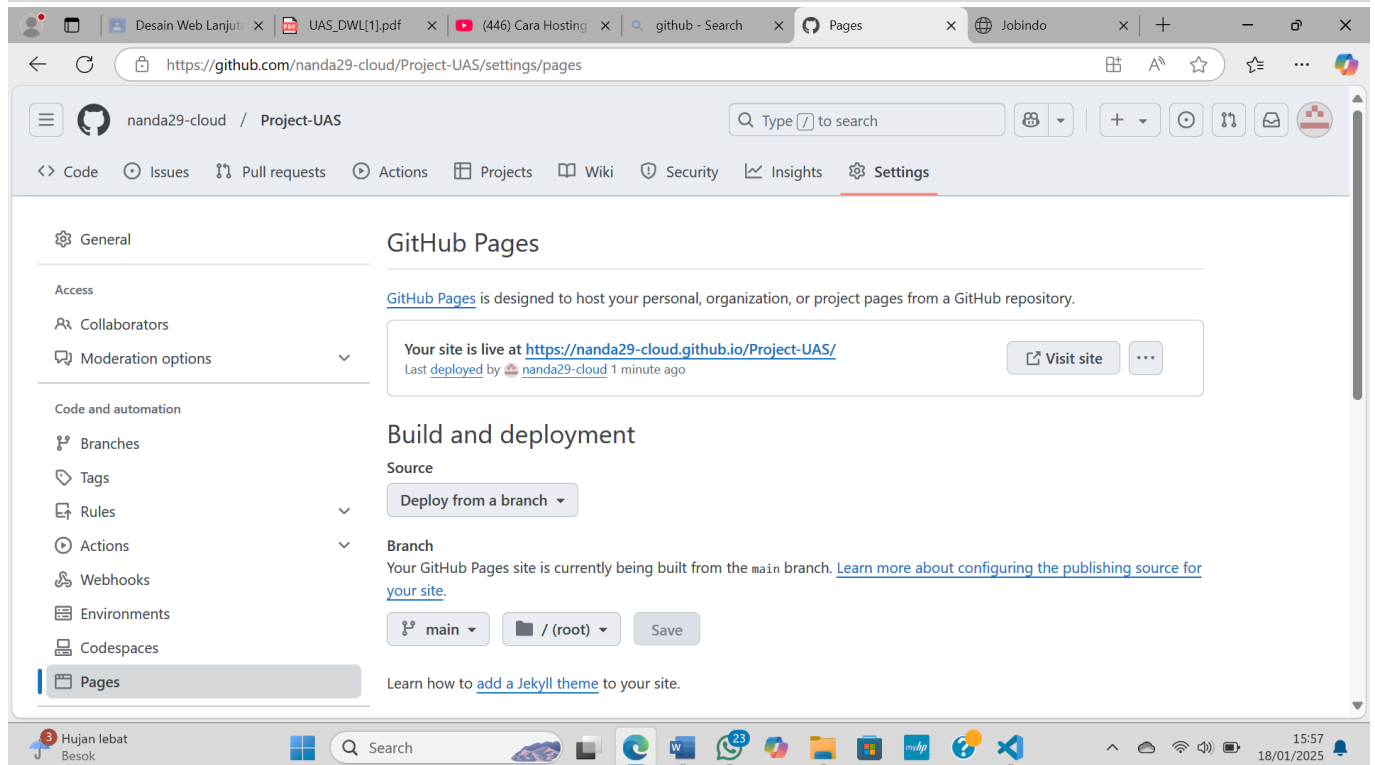 Desain Web Lanjut
UAS_DWL[1].pdf
(446) Cara Hosting
github - Search
Pages
Jobindo
https://github.com/nanda29-cloud/Project-UAS/settings/pages
nanda29-cloud / Project-UAS
Type / to search
Code
Issues
Pull requests
Actions
Projects
Wiki
Security
Insights
Settings
General
Access
Collaborators
Moderation options
Code and automation
Branches
Tags
Rules
Actions
Webhooks
Environments
Codespaces
Pages
GitHub Pages
GitHub Pages is designed to host your personal, organization, or project pages from a GitHub repository.
Your site is live at https://nanda29-cloud.github.io/Project-UAS/
Last deployed by nanda29-cloud 1 minute ago
Visit site
Build and deployment
Source
Deploy from a branch
Branch
Your GitHub Pages site is currently being built from the main branch. Learn more about configuring the publishing source for
your site.
main
/ (root)
Save
Learn how to add a Jekyll theme to your site.
3
Hujan lebat
Besok
Search
23
myhp
15:57
18/01/2025